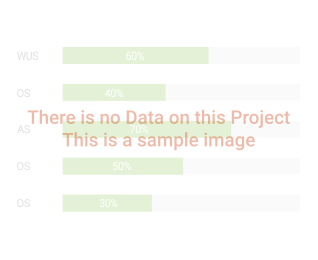 WUS 60%
OS 40%
There is no Data on this Project
AS 70%
This is a sample image
OS 50%
OS 30%